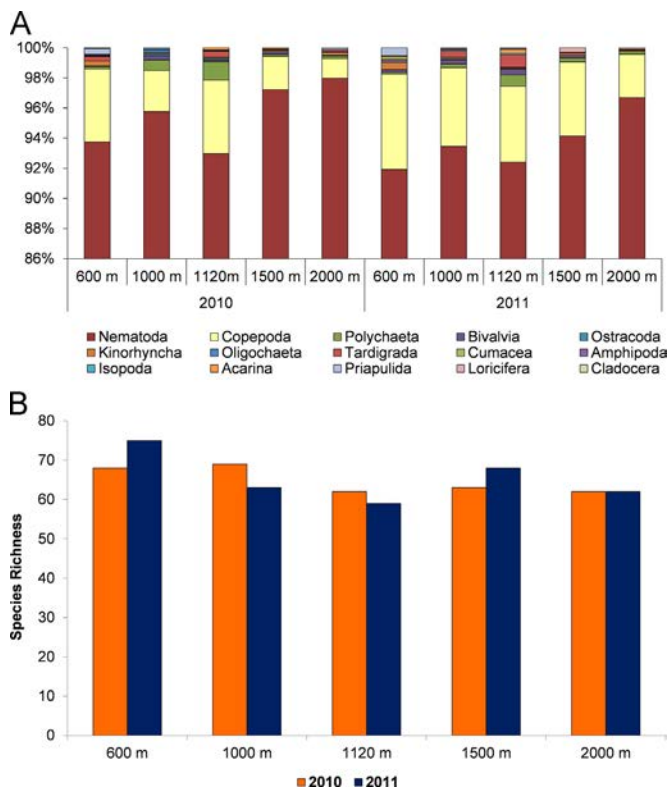 A
100%
98%
96%
94%
92%
90%
88%
86%
600 m 1000 m 1120m 1500 m 2000 m 600 m 1000 m 1120 m 1500 m 2000 m
2010 2011
Nematoda Copepoda Polychaeta Bivalvia Ostracoda
Kinorhyncha Oligochaeta Tardigrada Cumacea Amphipoda
Isopoda Acarina Priapulida Loricifera Cladocera
B
80
70
60
50
40
30
20
10
0
Species Richness
600 m 1000 m 1120 m 1500 m 2000 m
2010 2011